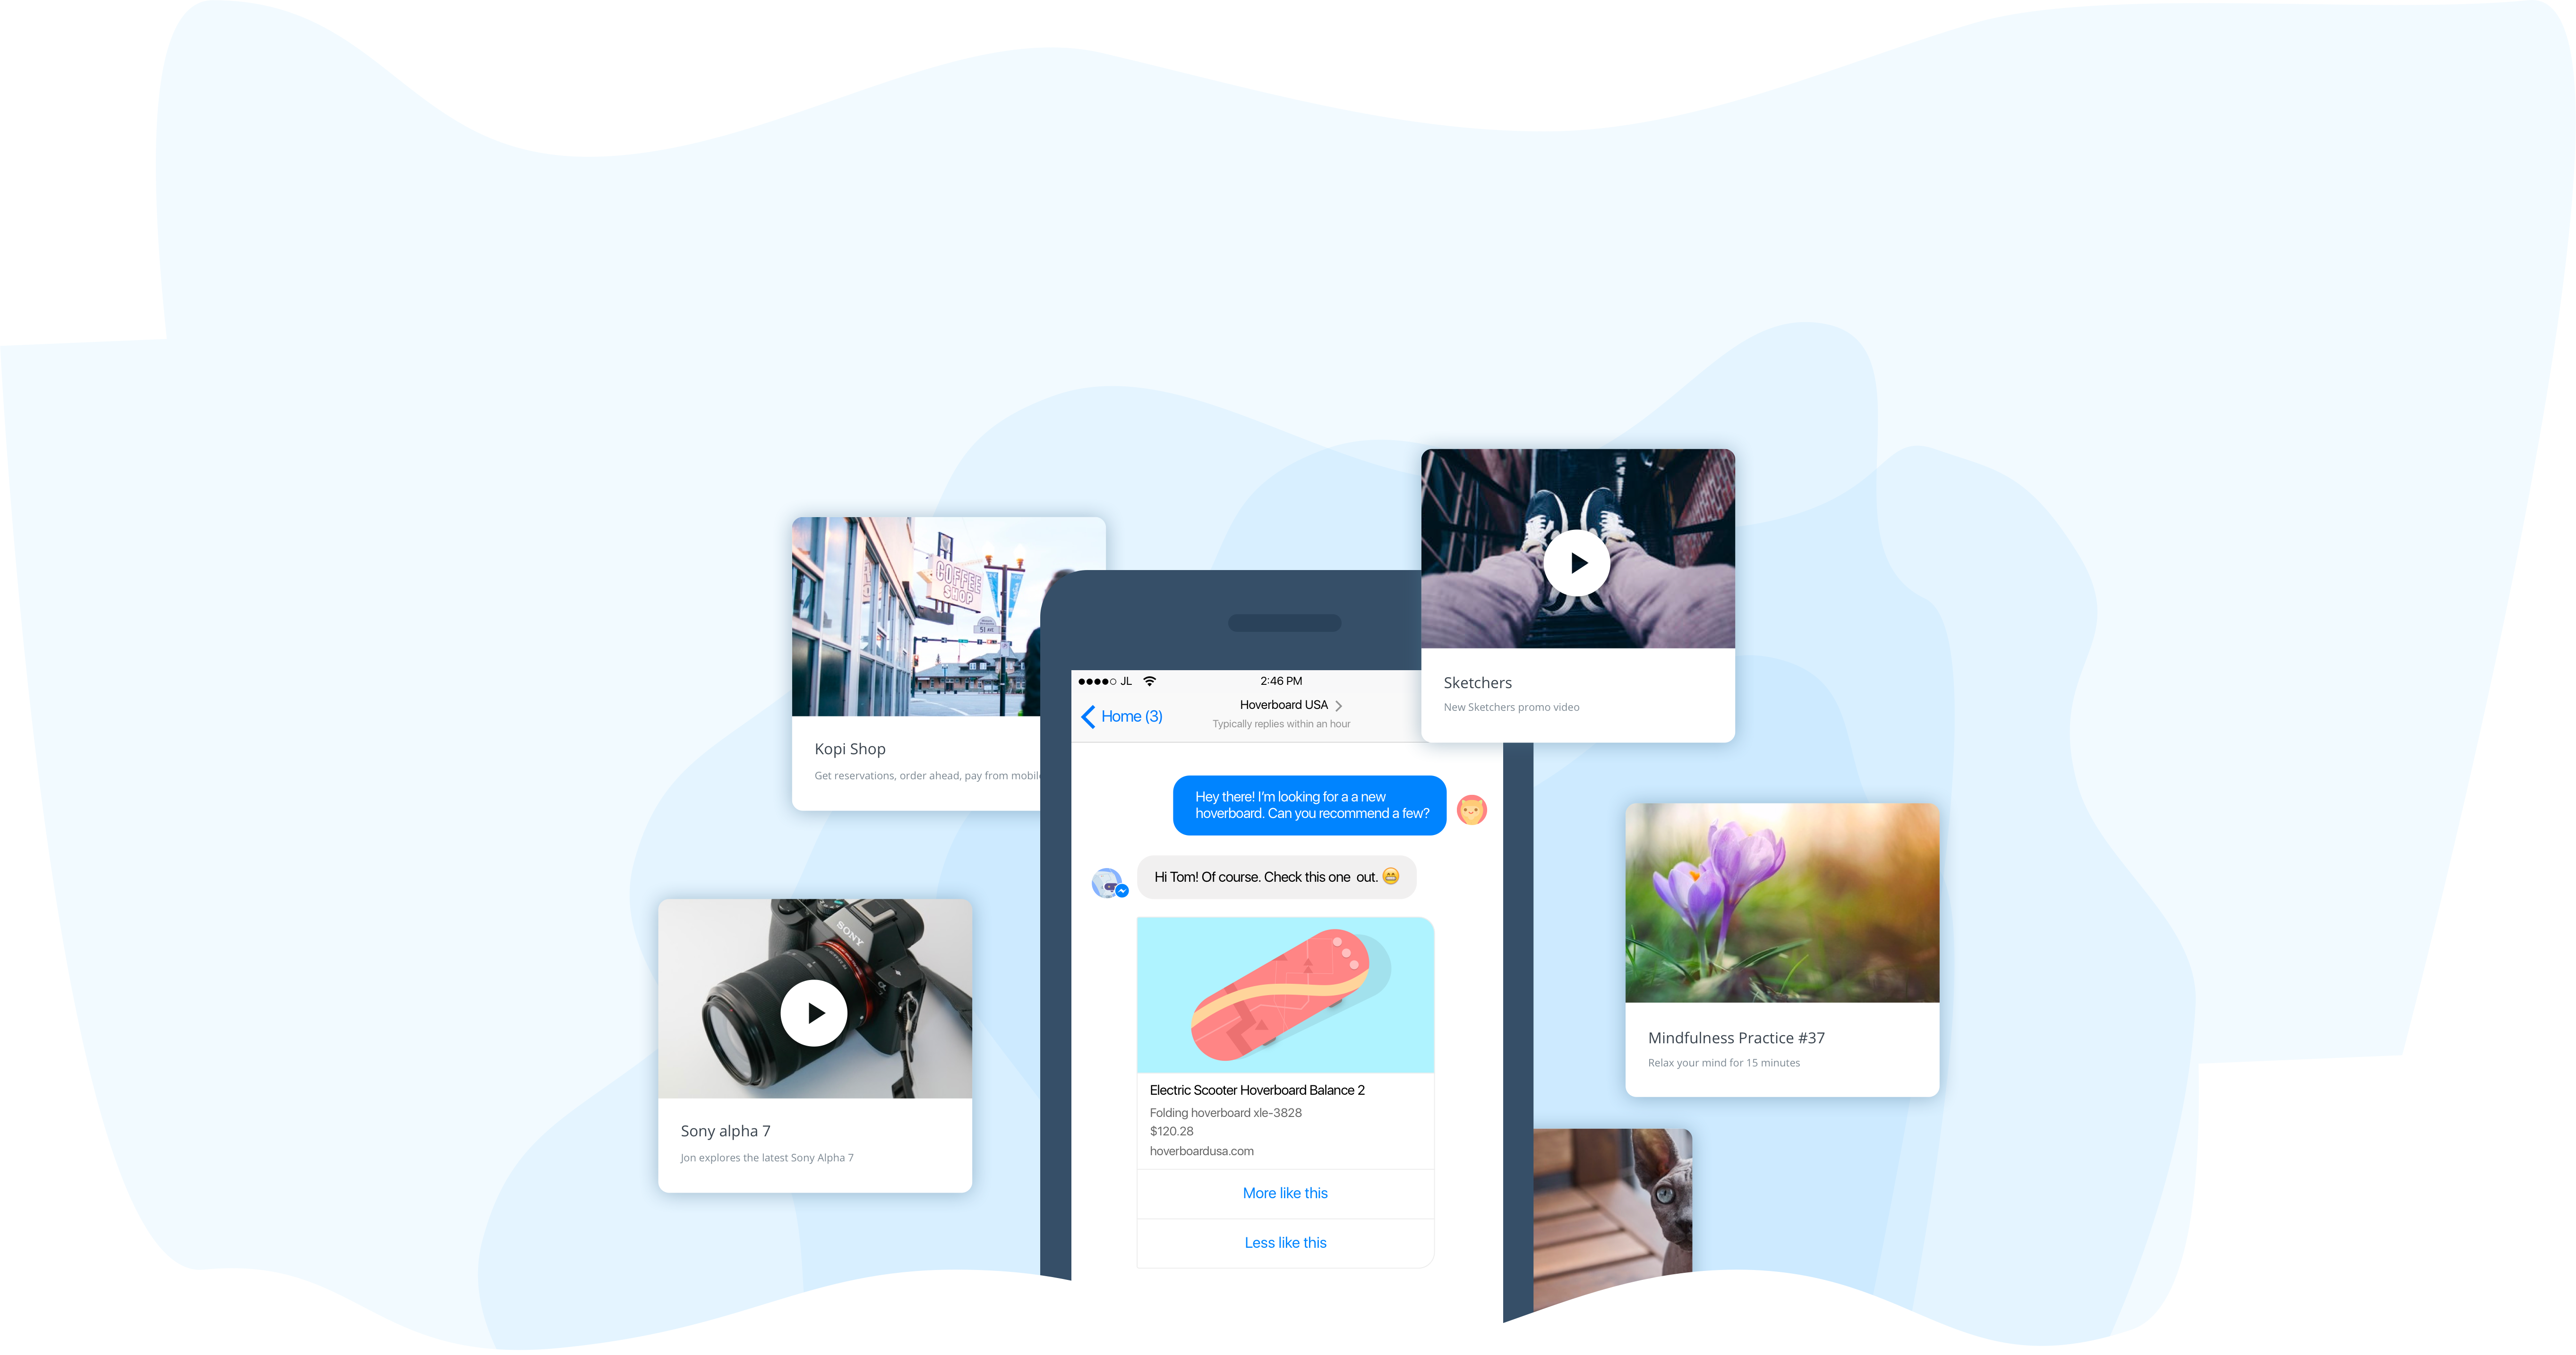 COFFEE
SHOP
51 AVE
Kopi Shop
Get reservations, order ahead, pay from mobile
SONY
Sony alpha 7
Jon explores the latest Sony Alpha 7
JL
2:46 PM
Home (3)
Hoverboard USA
Typically replies within an hour
Hey there! I'm looking for a a new
hoverboard. Can you recommend a few?
Hi Tom! Of course. Check this one out. 😁
Electric Scooter Hoverboard Balance 2
Folding hoverboard xle-3828
$120.28
hoverboardusa.com
More like this
Less like this
Sketchers
New Sketchers promo video
Mindfulness Practice #37
Relax your mind for 15 minutes